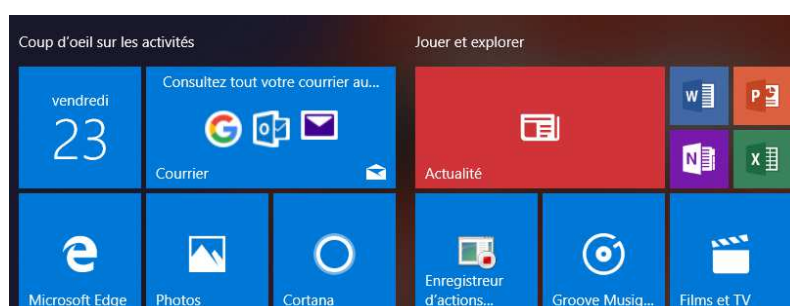 Coup d'oeil sur les activités
Jouer et explorer
vendredi
23
Consultez tout votre courrier au...
Courrier
Actualité
Microsoft Edge
Photos
Cortana
Enregistreur
d'actions...
Groove Musiq...
Films et TV